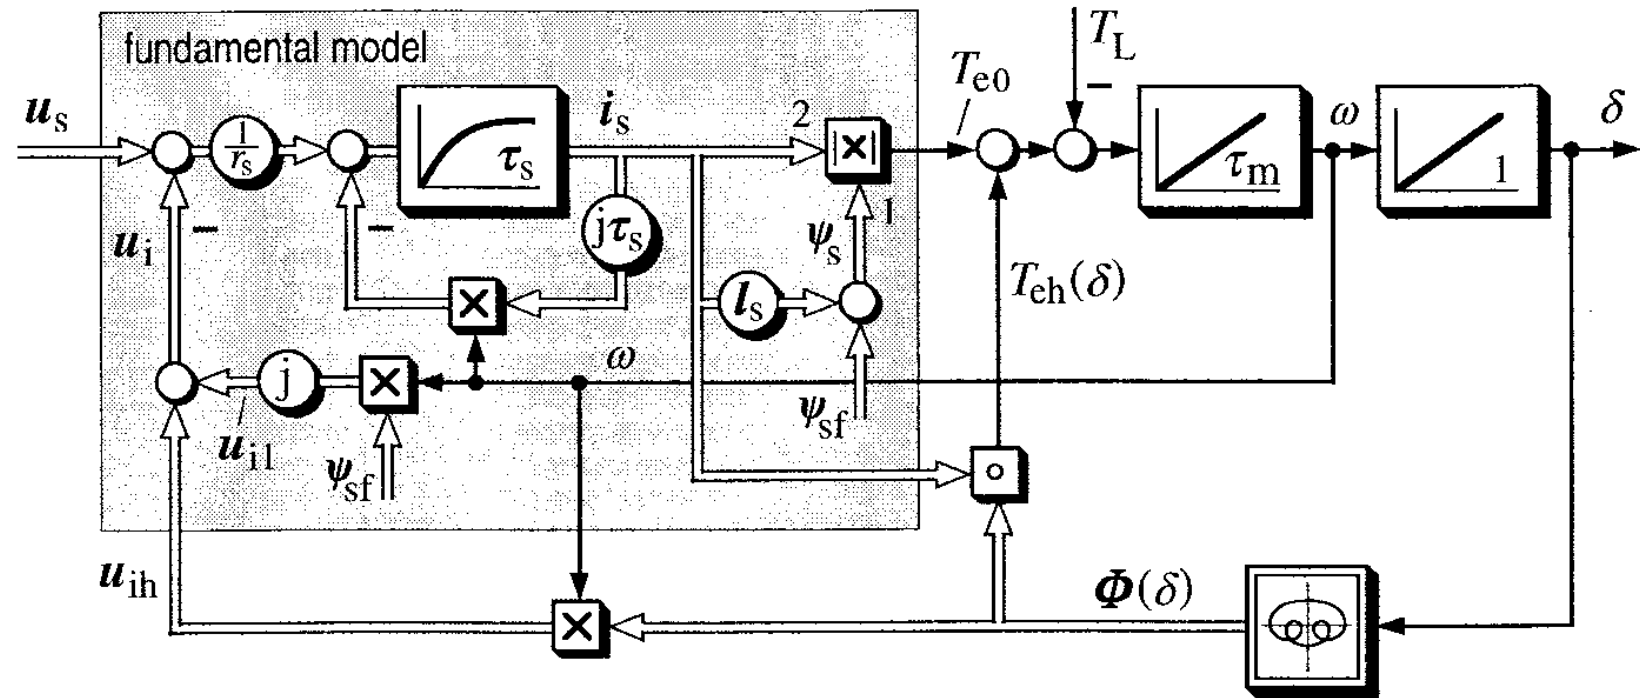 fundamental model
u_s
1/r_s
τ_s
i_s
2
|×|
T_e0
T_L
−
τ_m
ω
1
δ
−
u_i
−
jτ_s
ψ_s
1
T_eh(δ)
×
l_s
ω
j
×
ψ_sf
u_i1
ψ_sf
u_ih
×
Φ(δ)